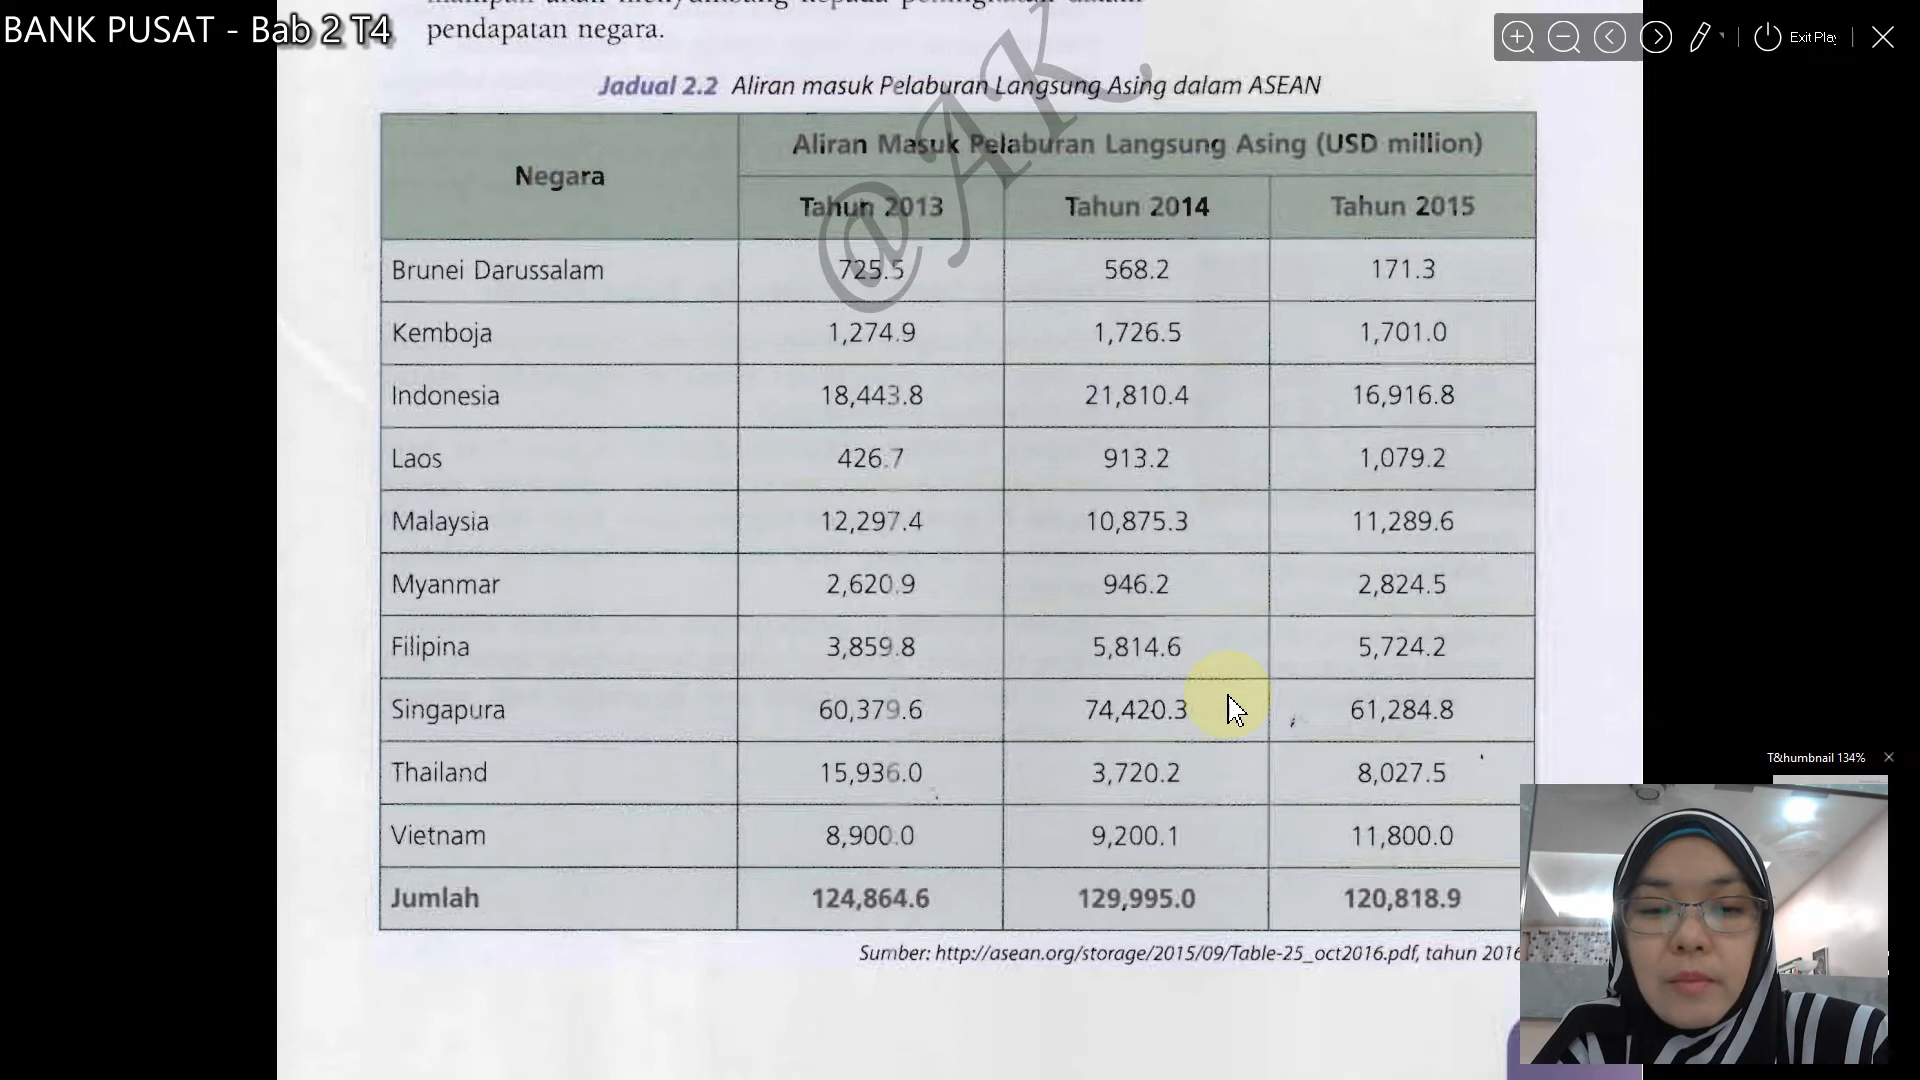 BANK PUSAT - Bab 2 T4
pendapatan negara.
Exit Pla
Jadual 2.2 Aliran masuk Pelaburan Langsung Asing dalam ASEAN
Negara
Aliran Masuk Pelaburan Langsung Asing (USD million)
Tahun 2013 Tahun 2014 Tahun 2015
Brunei Darussalam 725.5 568.2 171.3
Kemboja 1,274.9 1,726.5 1,701.0
Indonesia 18,443.8 21,810.4 16,916.8
Laos 426.7 913.2 1,079.2
Malaysia 12,297.4 10,875.3 11,289.6
Myanmar 2,620.9 946.2 2,824.5
Filipina 3,859.8 5,814.6 5,724.2
Singapura 60,379.6 74,420.3 61,284.8
Thailand 15,936.0 3,720.2 8,027.5
Vietnam 8,900.0 9,200.1 11,800.0
Jumlah 124,864.6 129,995.0 120,818.9
Sumber: http://asean.org/storage/2015/09/Table-25_oct2016.pdf, tahun 2016
@AK
T&humbnail 134%